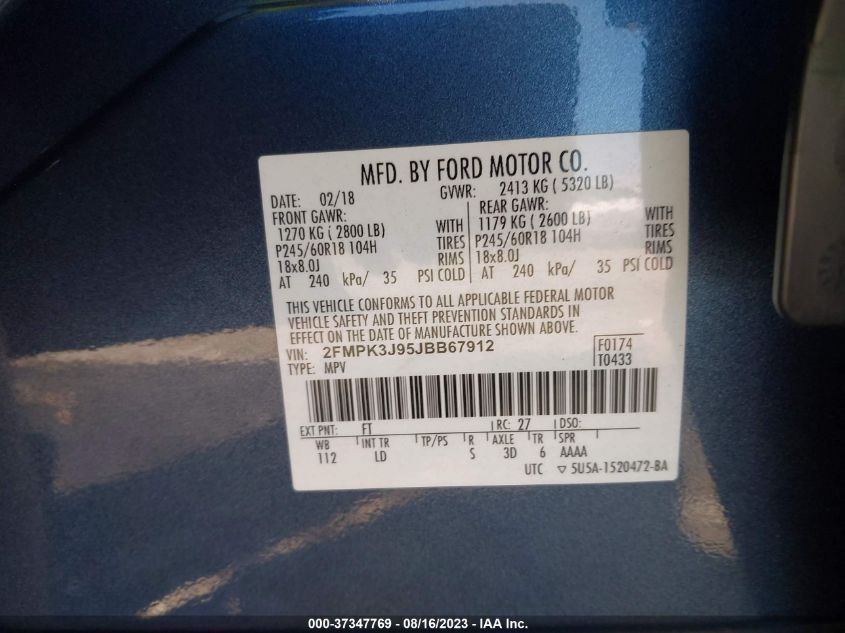 MFD. BY FORD MOTOR CO.
DATE: 02/18 GVWR: 2413 KG ( 5320 LB)
FRONT GAWR: REAR GAWR:
1270 KG ( 2800 LB) WITH 1179 KG ( 2600 LB) WITH
P245/60R18 104H TIRES P245/60R18 104H TIRES
18x8.0J RIMS 18x8.0J RIMS
AT 240 kPa/ 35 PSI COLD AT 240 kPa/ 35 PSI COLD
THIS VEHICLE CONFORMS TO ALL APPLICABLE FEDERAL MOTOR
VEHICLE SAFETY AND THEFT PREVENTION STANDARDS IN
EFFECT ON THE DATE OF MANUFACTURE SHOWN ABOVE.
VIN: 2FMPK3J95JBB67912 F0174
TYPE: MPV T0433
EXT PNT: FT RC: 27 DSO:
WB INT TR TP/PS R AXLE TR SPR
112 LD S 3D 6 AAAA
UTC ▽ 5U5A-1520472-BA
000-37347769 - 08/16/2023 - IAA Inc.